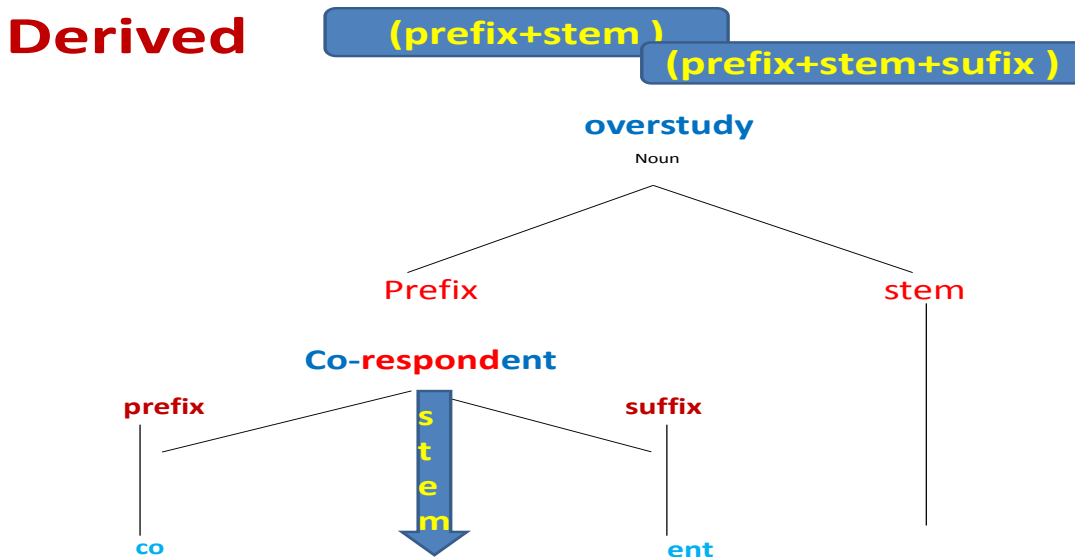 Derived
(prefix+stem )
(prefix+stem+sufix )
overstudy
Noun
Prefix
stem
Co-respondent
prefix
suffix
s
t
e
m
co
ent